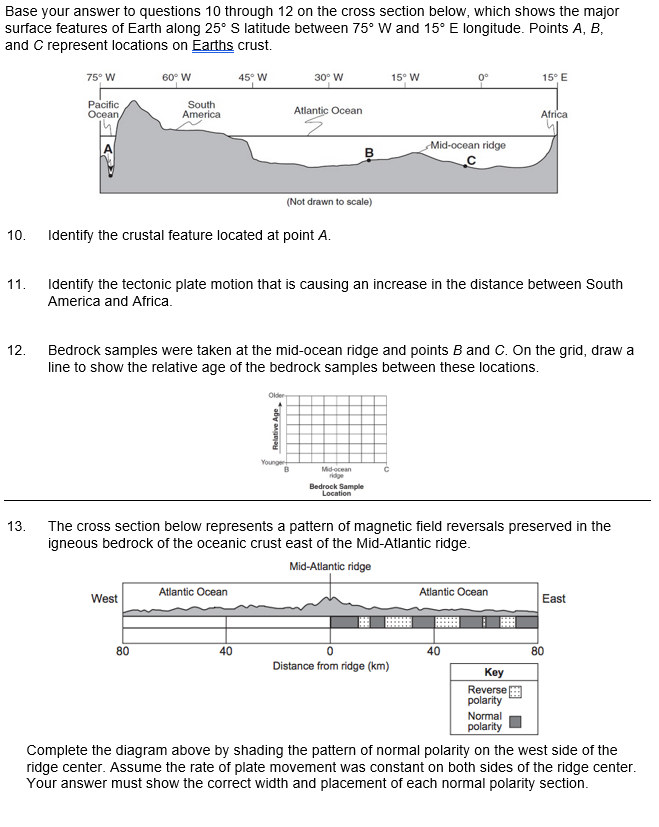 Base your answer to questions 10 through 12 on the cross section below, which shows the major
surface features of Earth along 25° S latitude between 75° W and 15° E longitude. Points A, B,
and C represent locations on Earths crust.
75° W 60° W 45° W 30° W 15° W 0° 15° E
Pacific
Ocean
South
America
Atlantic Ocean
Africa
A
B
Mid-ocean ridge
C
(Not drawn to scale)
10. Identify the crustal feature located at point A.
11. Identify the tectonic plate motion that is causing an increase in the distance between South
America and Africa.
12. Bedrock samples were taken at the mid-ocean ridge and points B and C. On the grid, draw a
line to show the relative age of the bedrock samples between these locations.
Older
Relative Age
Younger
B Mid-ocean C
ridge
Bedrock Sample
Location
13. The cross section below represents a pattern of magnetic field reversals preserved in the
igneous bedrock of the oceanic crust east of the Mid-Atlantic ridge.
Mid-Atlantic ridge
West Atlantic Ocean Atlantic Ocean East
80 40 0 40 80
Distance from ridge (km)
Key
Reverse
polarity
Normal
polarity
Complete the diagram above by shading the pattern of normal polarity on the west side of the
ridge center. Assume the rate of plate movement was constant on both sides of the ridge center.
Your answer must show the correct width and placement of each normal polarity section.